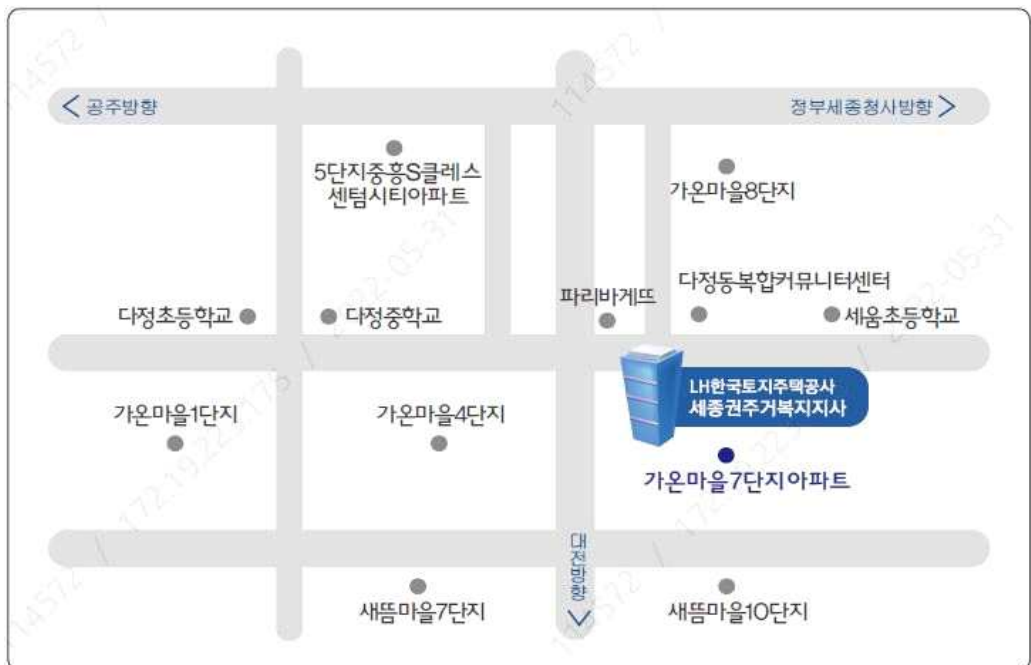 공주방향
정부세종청사방향
5단지중흥S클레스
센텀시티아파트
가온마을8단지
다정동복합커뮤니터센터
파리바게뜨
다정초등학교
다정중학교
세움초등학교
LH한국토지주택공사
세종권주거복지지사
가온마을1단지
가온마을4단지
가온마을7단지아파트
대전방향
새뜸마을7단지
새뜸마을10단지